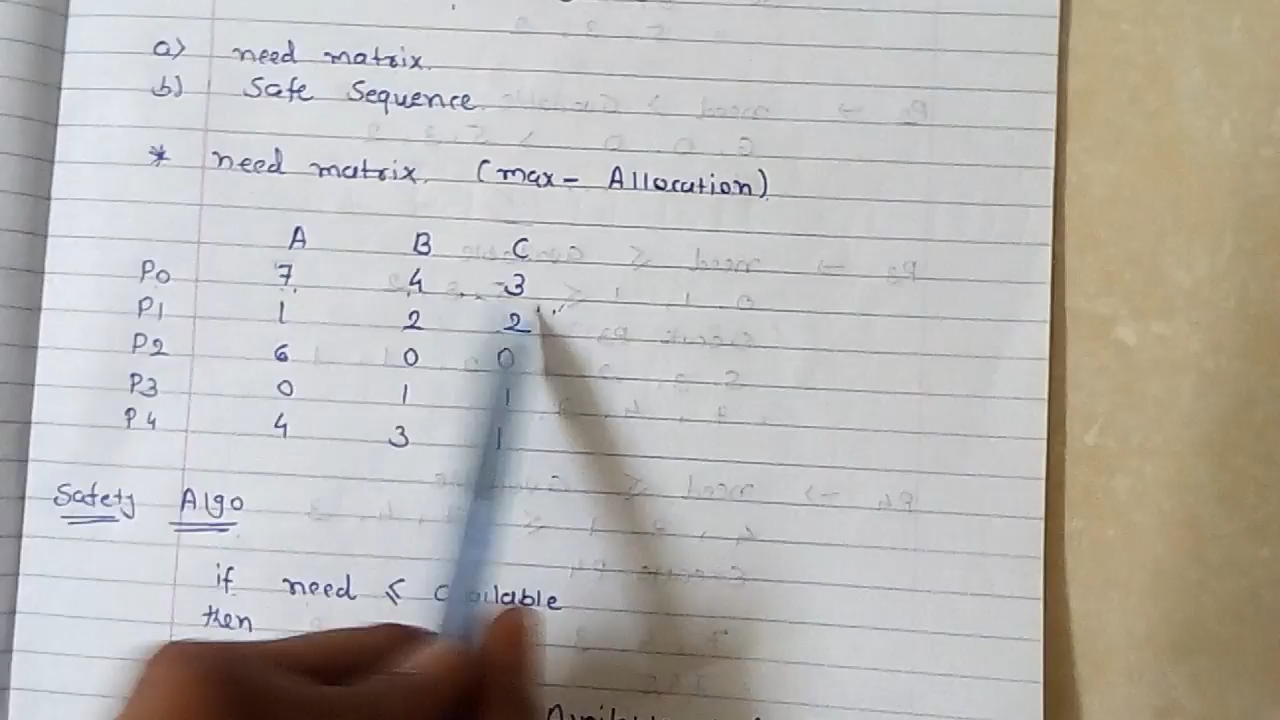 a) need matrix.
b) Safe Sequence.
* need matrix. (max - Allocation)
A B C
P0 7 4 3
P1 1 2 2
P2 6 0 0
P3 0 1 1
P4 4 3 1
Safety Algo
if need ≤ available
then